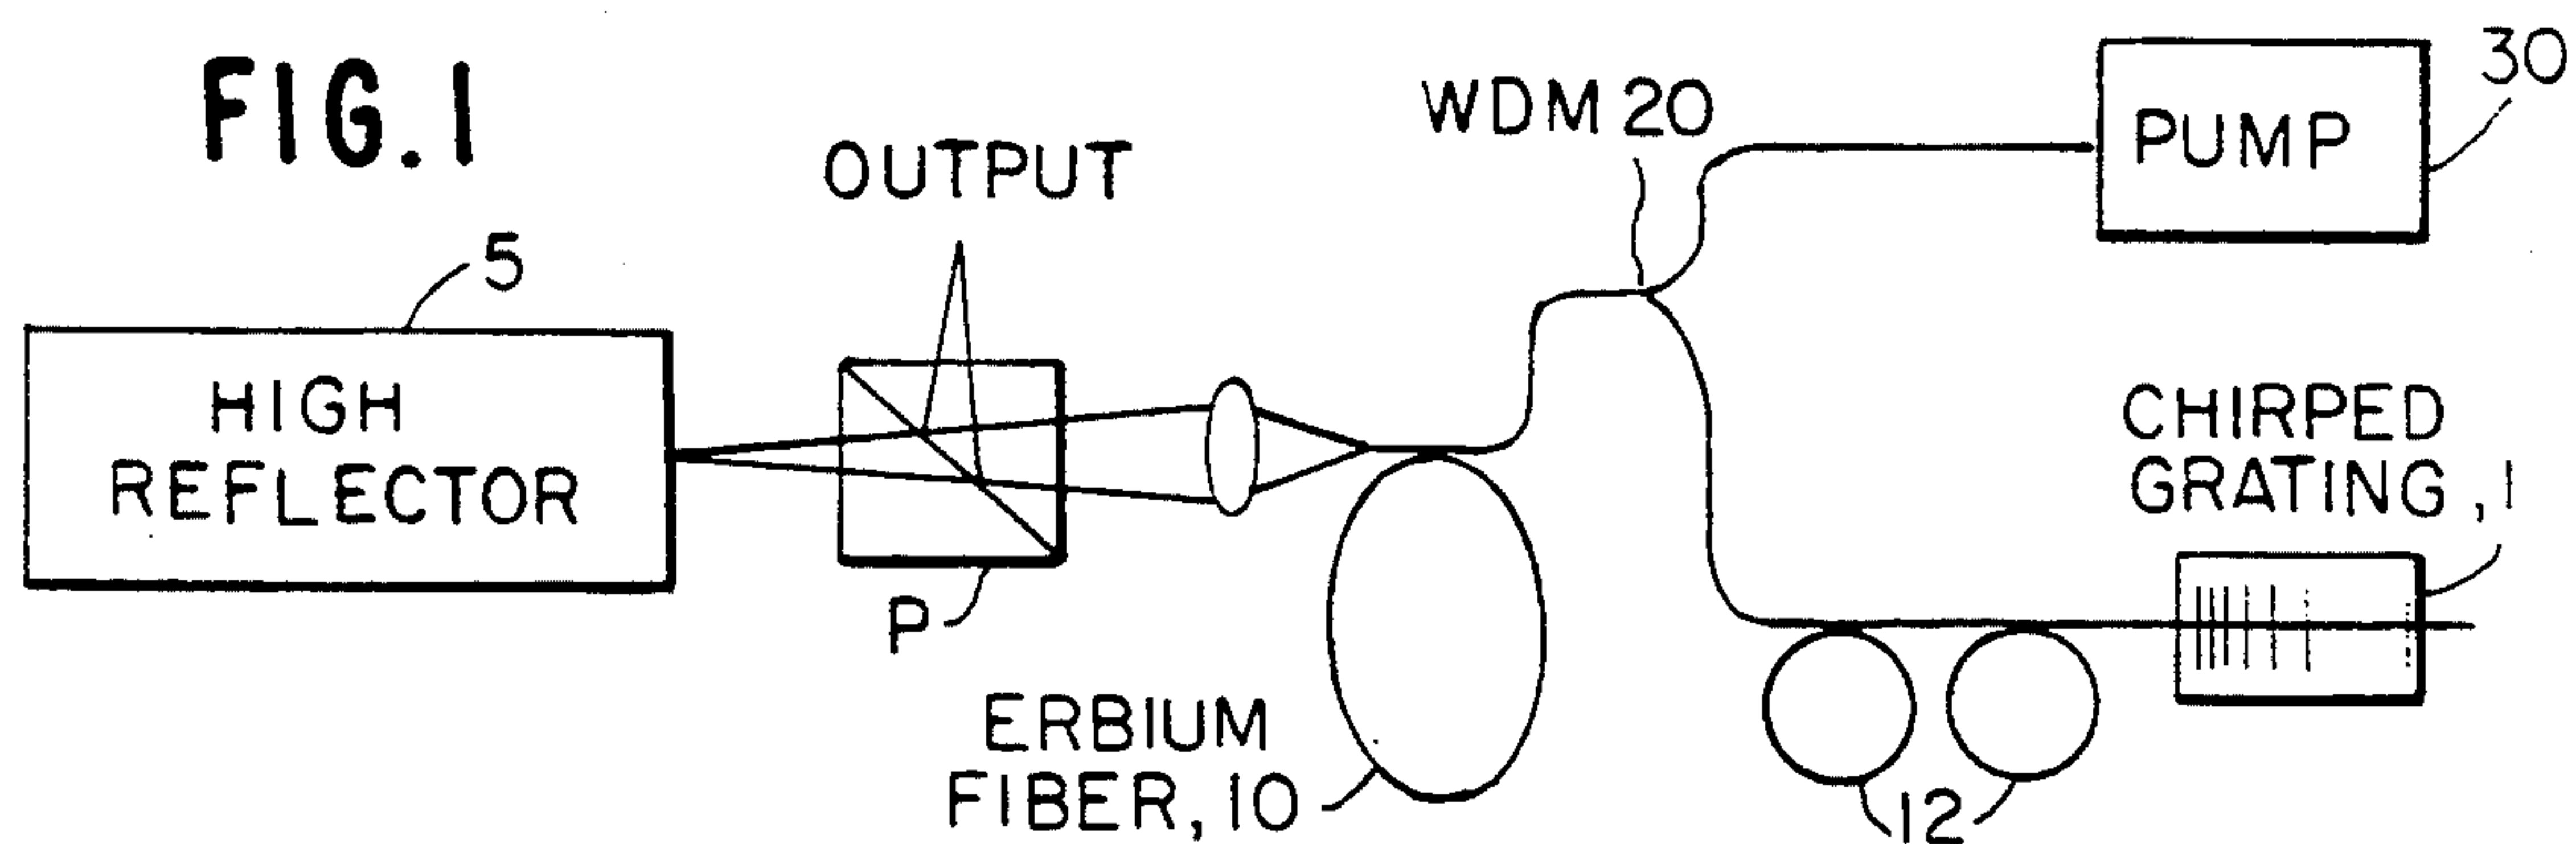 FIG. 1
30
PUMP
WDM 20
OUTPUT
5
HIGH
REFLECTOR
CHIRPED
GRATING, 1
P
ERBIUM
FIBER, 10
12